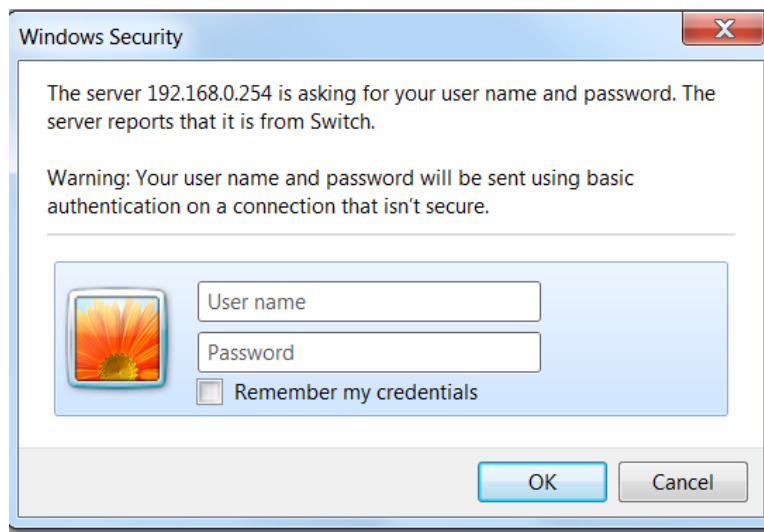 Windows Security
The server 192.168.0.254 is asking for your user name and password. The
server reports that it is from Switch.
Warning: Your user name and password will be sent using basic
authentication on a connection that isn't secure.
User name
Password
Remember my credentials
OK
Cancel